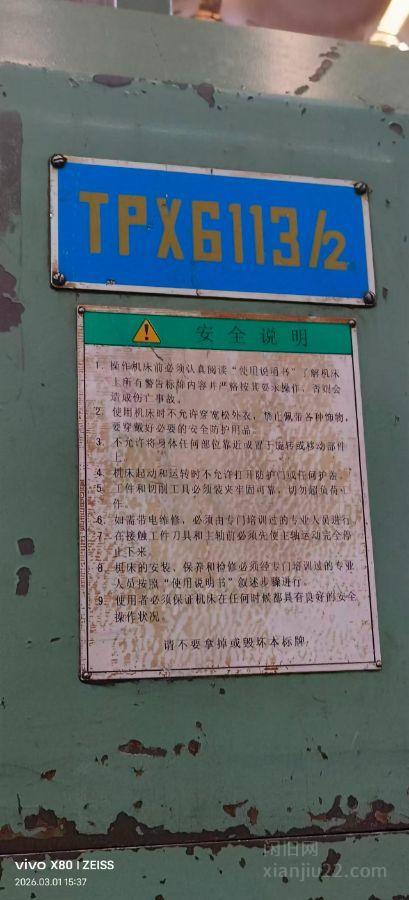 TPX6113/2
安全说明
1. 操作机床前必须认真阅读“使用说明书”了解机床
上所有警告标牌内容并严格按其要求操作，否则会
造成伤亡事故。
2. 使用机床时不允许穿宽松外衣，禁止佩带各种饰物，
要穿戴好必要的安全防护用品。
3. 不允许将身体任何部位靠近或置于旋转或移动部件
上。
4. 机床起动和运转时不允许打开防护门或任何护盖。
5. 工件和切削工具必须装夹牢固可靠，切勿超负荷工
作。
6. 如需带电维修，必须由专门培训过的专业人员进行。
7. 在接触工件刀具和主轴前必须先使主轴运动完全停
止下来。
8. 机床的安装、保养和检修必须经专门培训过的专业
人员按照“使用说明书”叙述步骤进行。
9. 使用者必须保证机床在任何时候都具有良好的安全
操作状况。
请不要拿掉或毁坏本标牌
vivo X80 | ZEISS
2026.03.01 15:37
闲旧网
xianjiu22.com